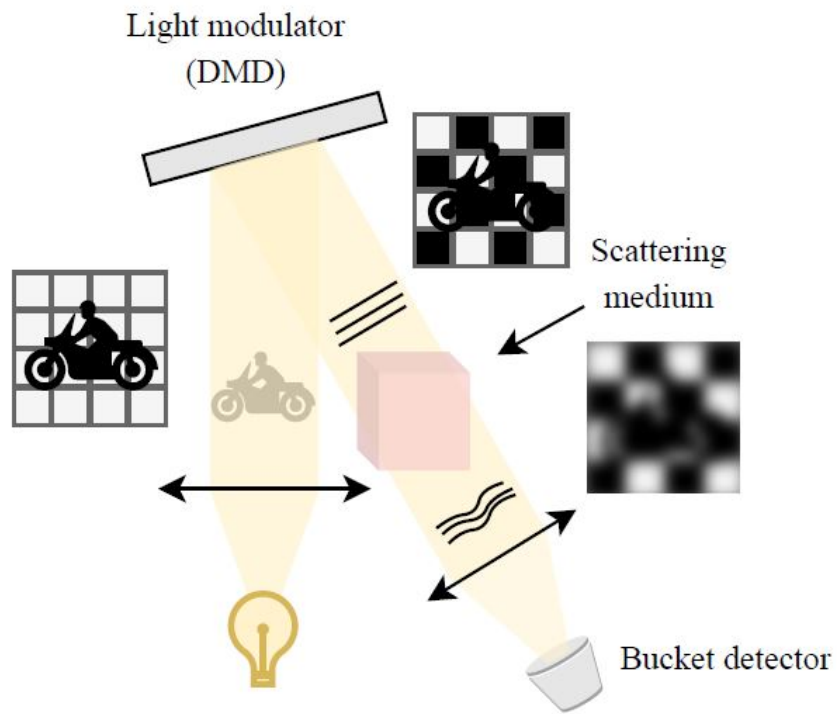 Light modulator
(DMD)
Scattering
medium
Bucket detector